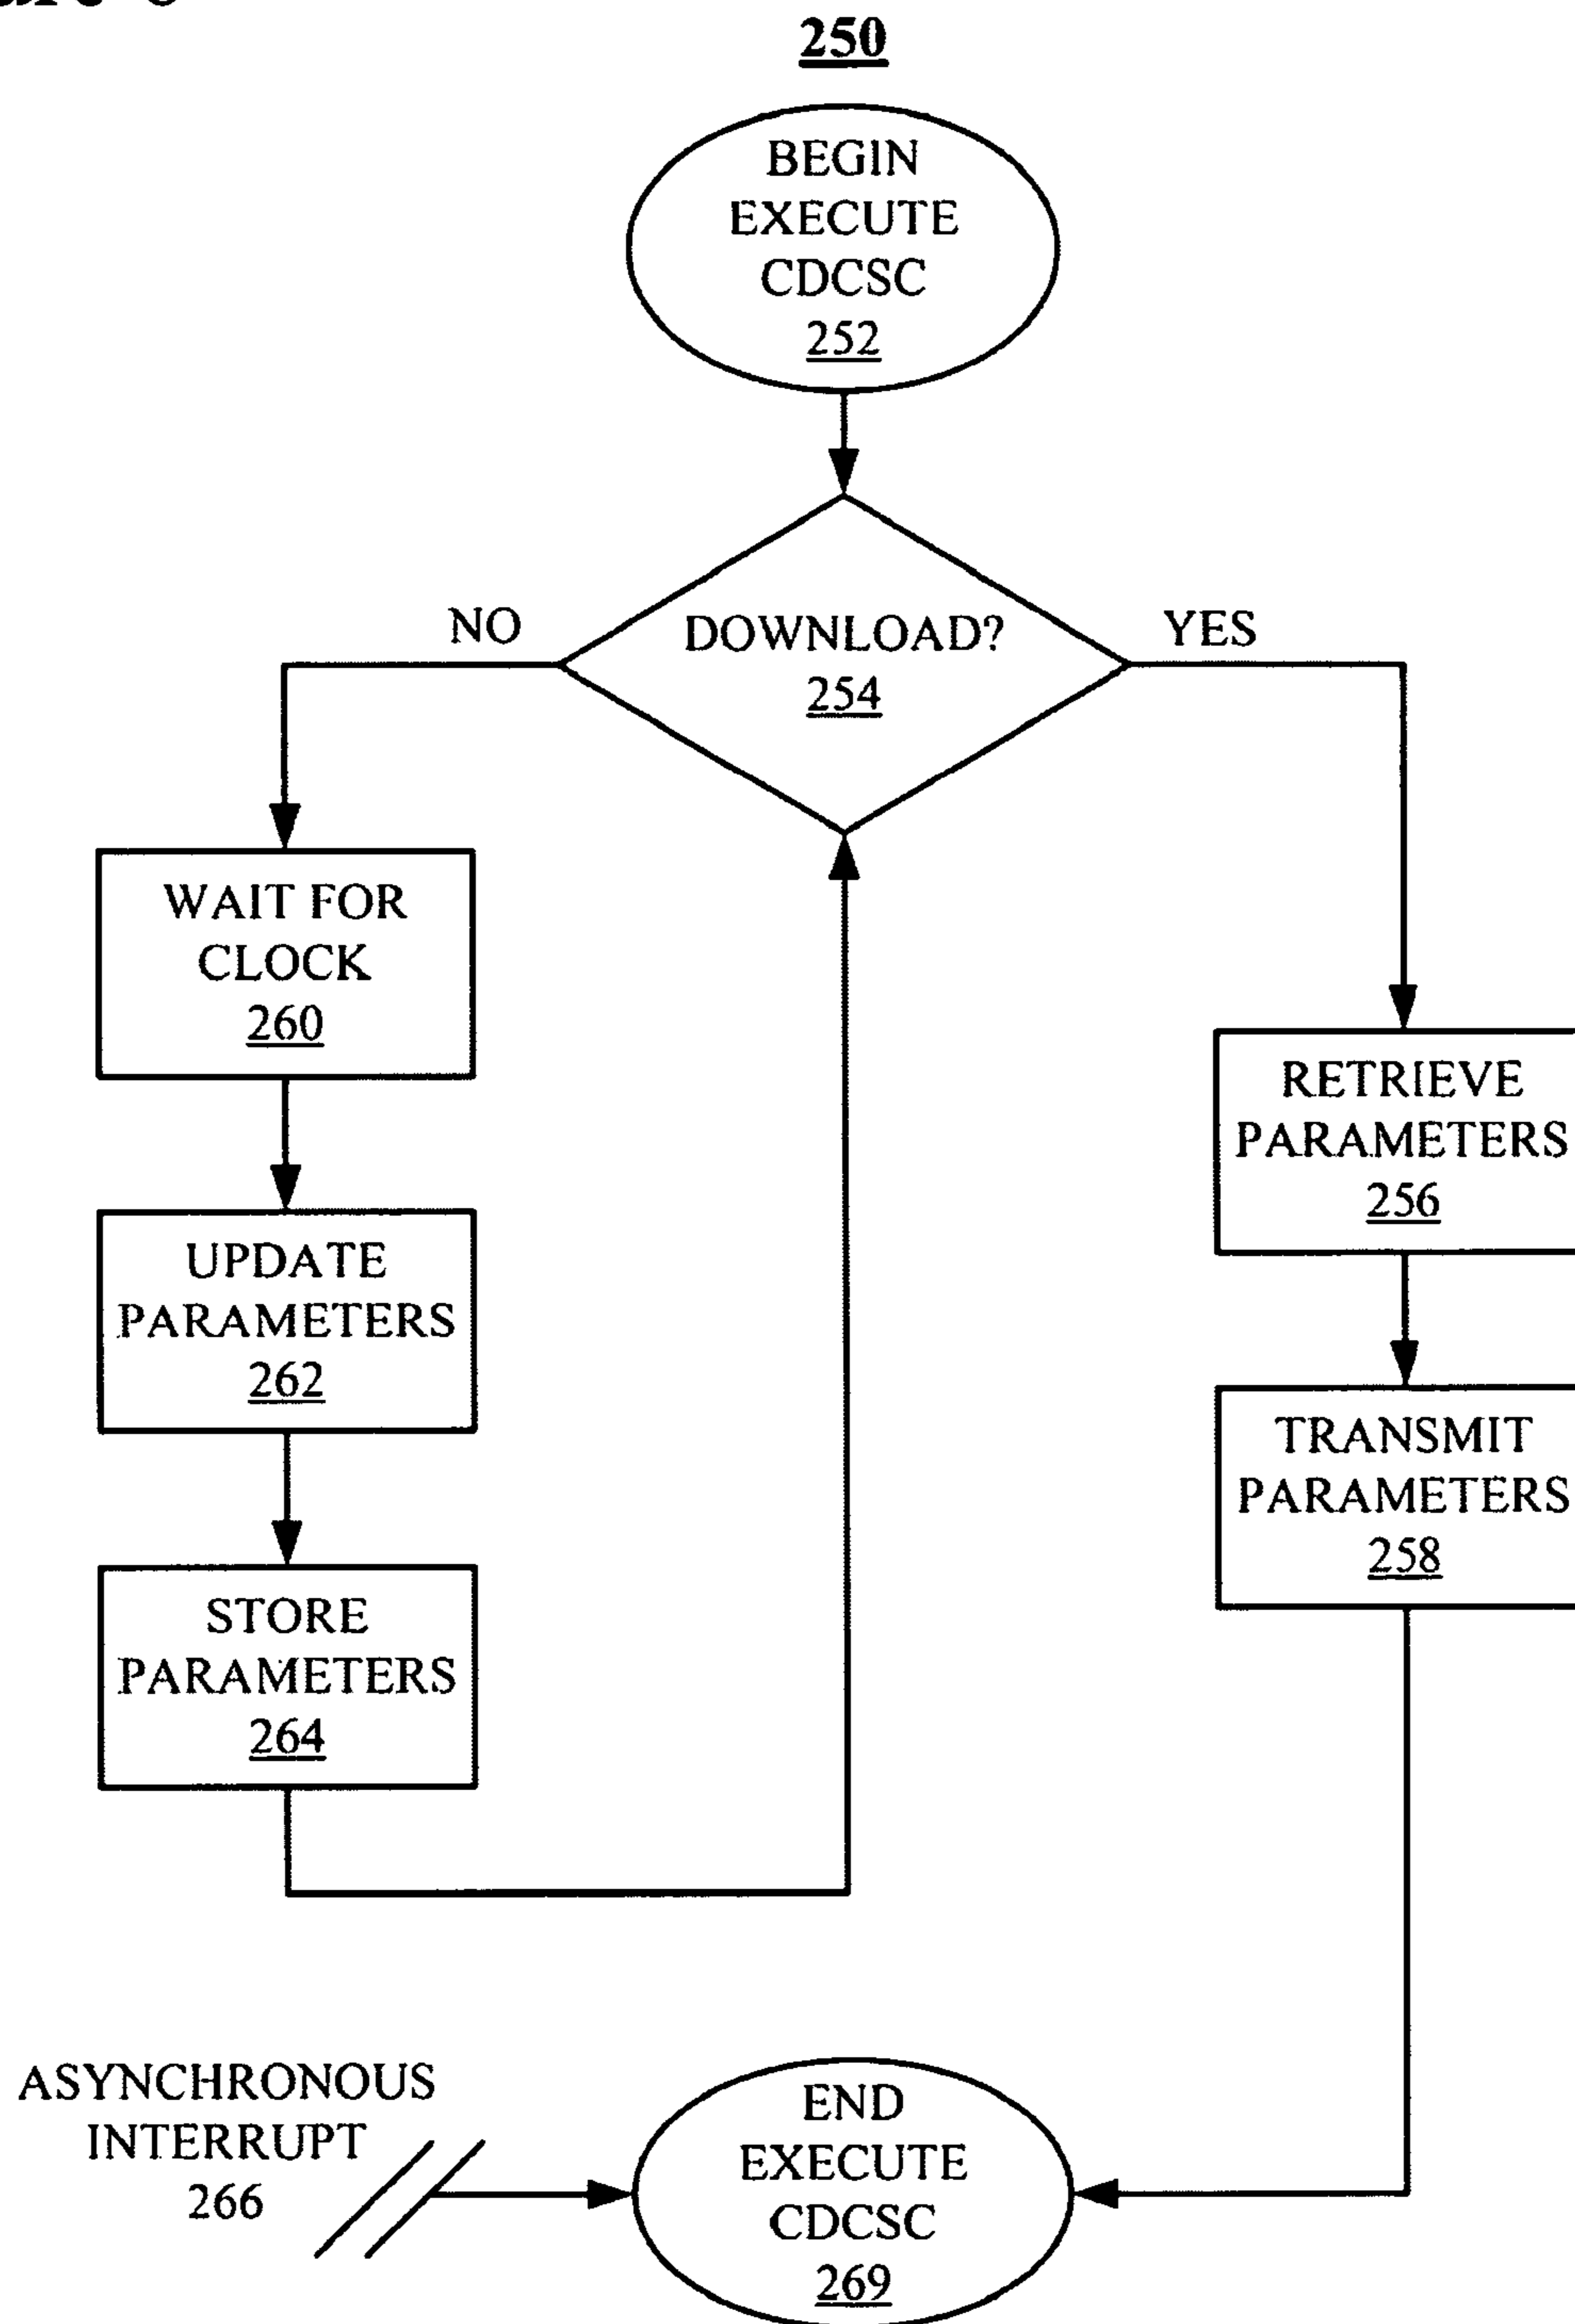 250
BEGIN
EXECUTE
CDCSC
252
NO
DOWNLOAD?
YES
254
WAIT FOR
CLOCK
260
RETRIEVE
PARAMETERS
256
UPDATE
PARAMETERS
262
TRANSMIT
PARAMETERS
258
STORE
PARAMETERS
264
ASYNCHRONOUS
INTERRUPT
266
END
EXECUTE
CDCSC
269